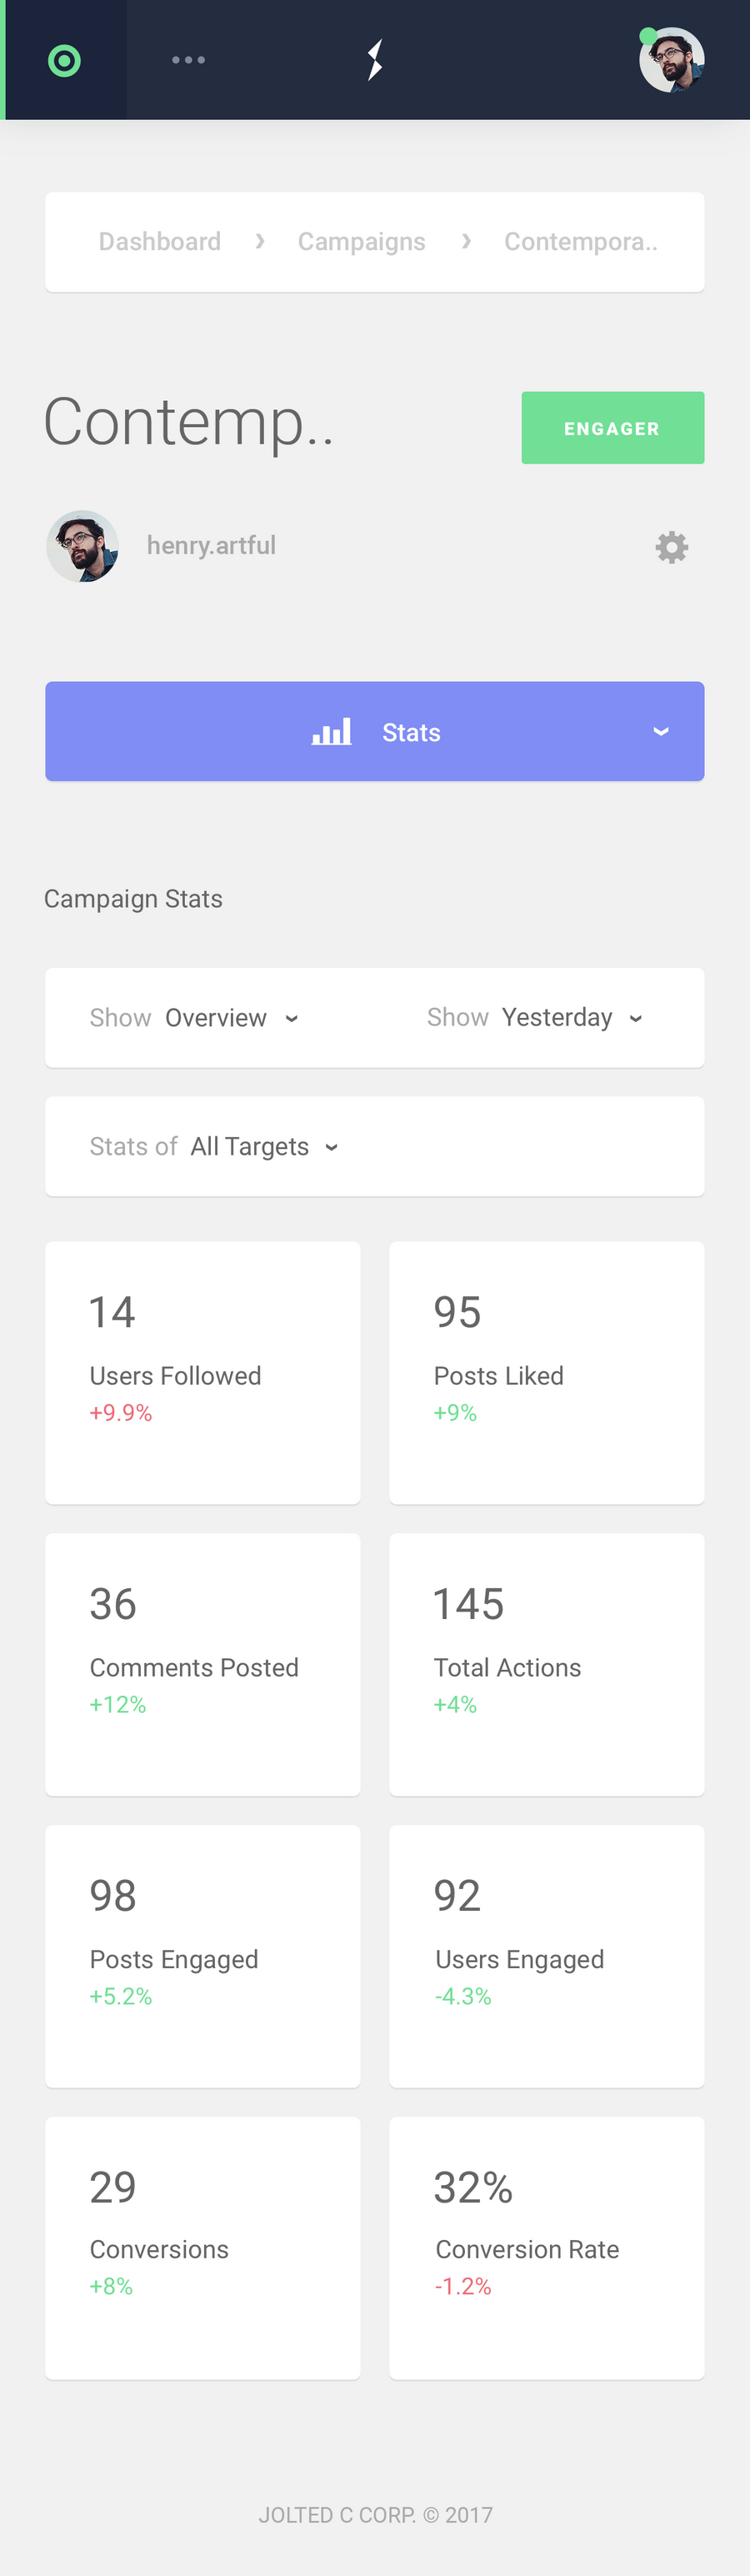 Dashboard › Campaigns › Contempora..
Contemp..
ENGAGER
henry.artful
Stats
Campaign Stats
Show Overview
Show Yesterday
Stats of All Targets
14
Users Followed
+9.9%
95
Posts Liked
+9%
36
Comments Posted
+12%
145
Total Actions
+4%
98
Posts Engaged
+5.2%
92
Users Engaged
-4.3%
29
Conversions
+8%
32%
Conversion Rate
-1.2%
JOLTED C CORP. © 2017